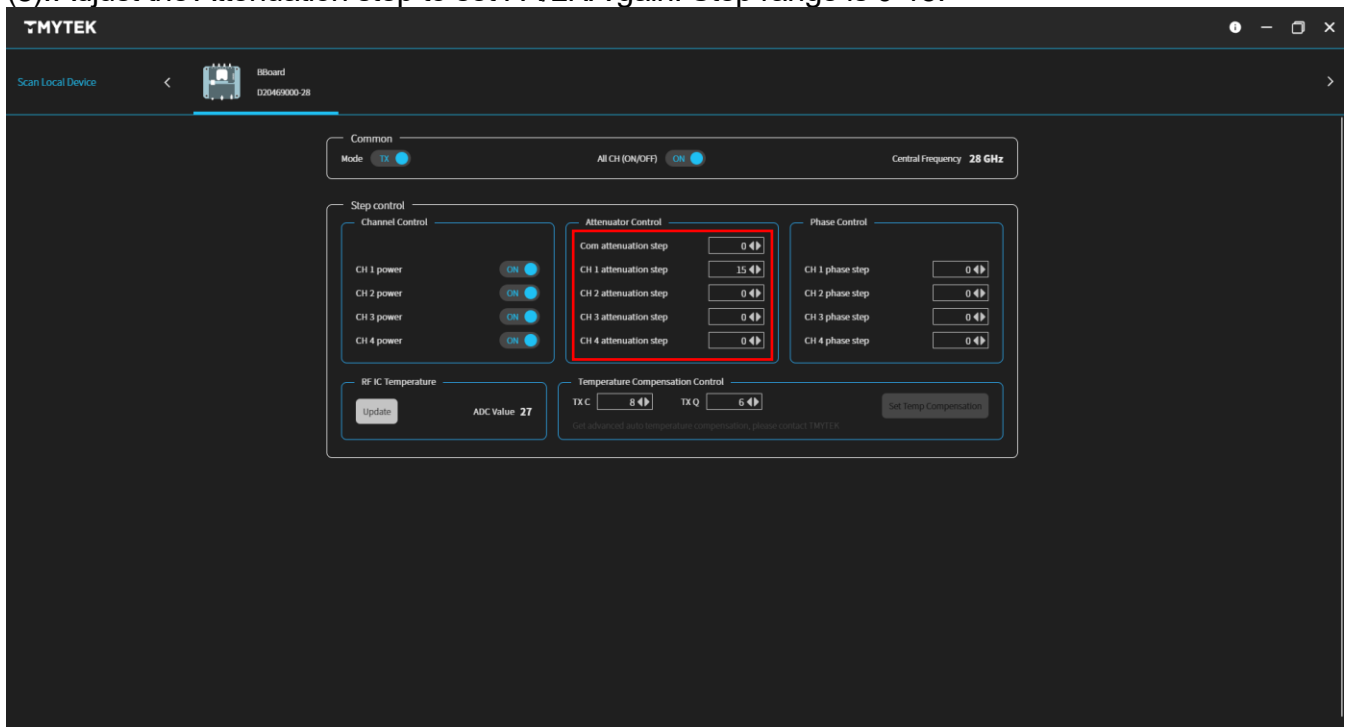 TMYTEK
Scan Local Device
BBoard
D20469000-28
Common
Mode TX All CH (ON/OFF) ON Central Frequency 28 GHz
Step control
Channel Control
CH 1 power ON
CH 2 power ON
CH 3 power ON
CH 4 power ON
Attenuator Control
Com attenuation step 0
CH 1 attenuation step 15
CH 2 attenuation step 0
CH 3 attenuation step 0
CH 4 attenuation step 0
Phase Control
CH 1 phase step 0
CH 2 phase step 0
CH 3 phase step 0
CH 4 phase step 0
RF IC Temperature
Update ADC Value 27
Temperature Compensation Control
TX C 8 TX Q 6 Set Temp Compensation
Get advanced auto temperature compensation, please contact TMYTEK